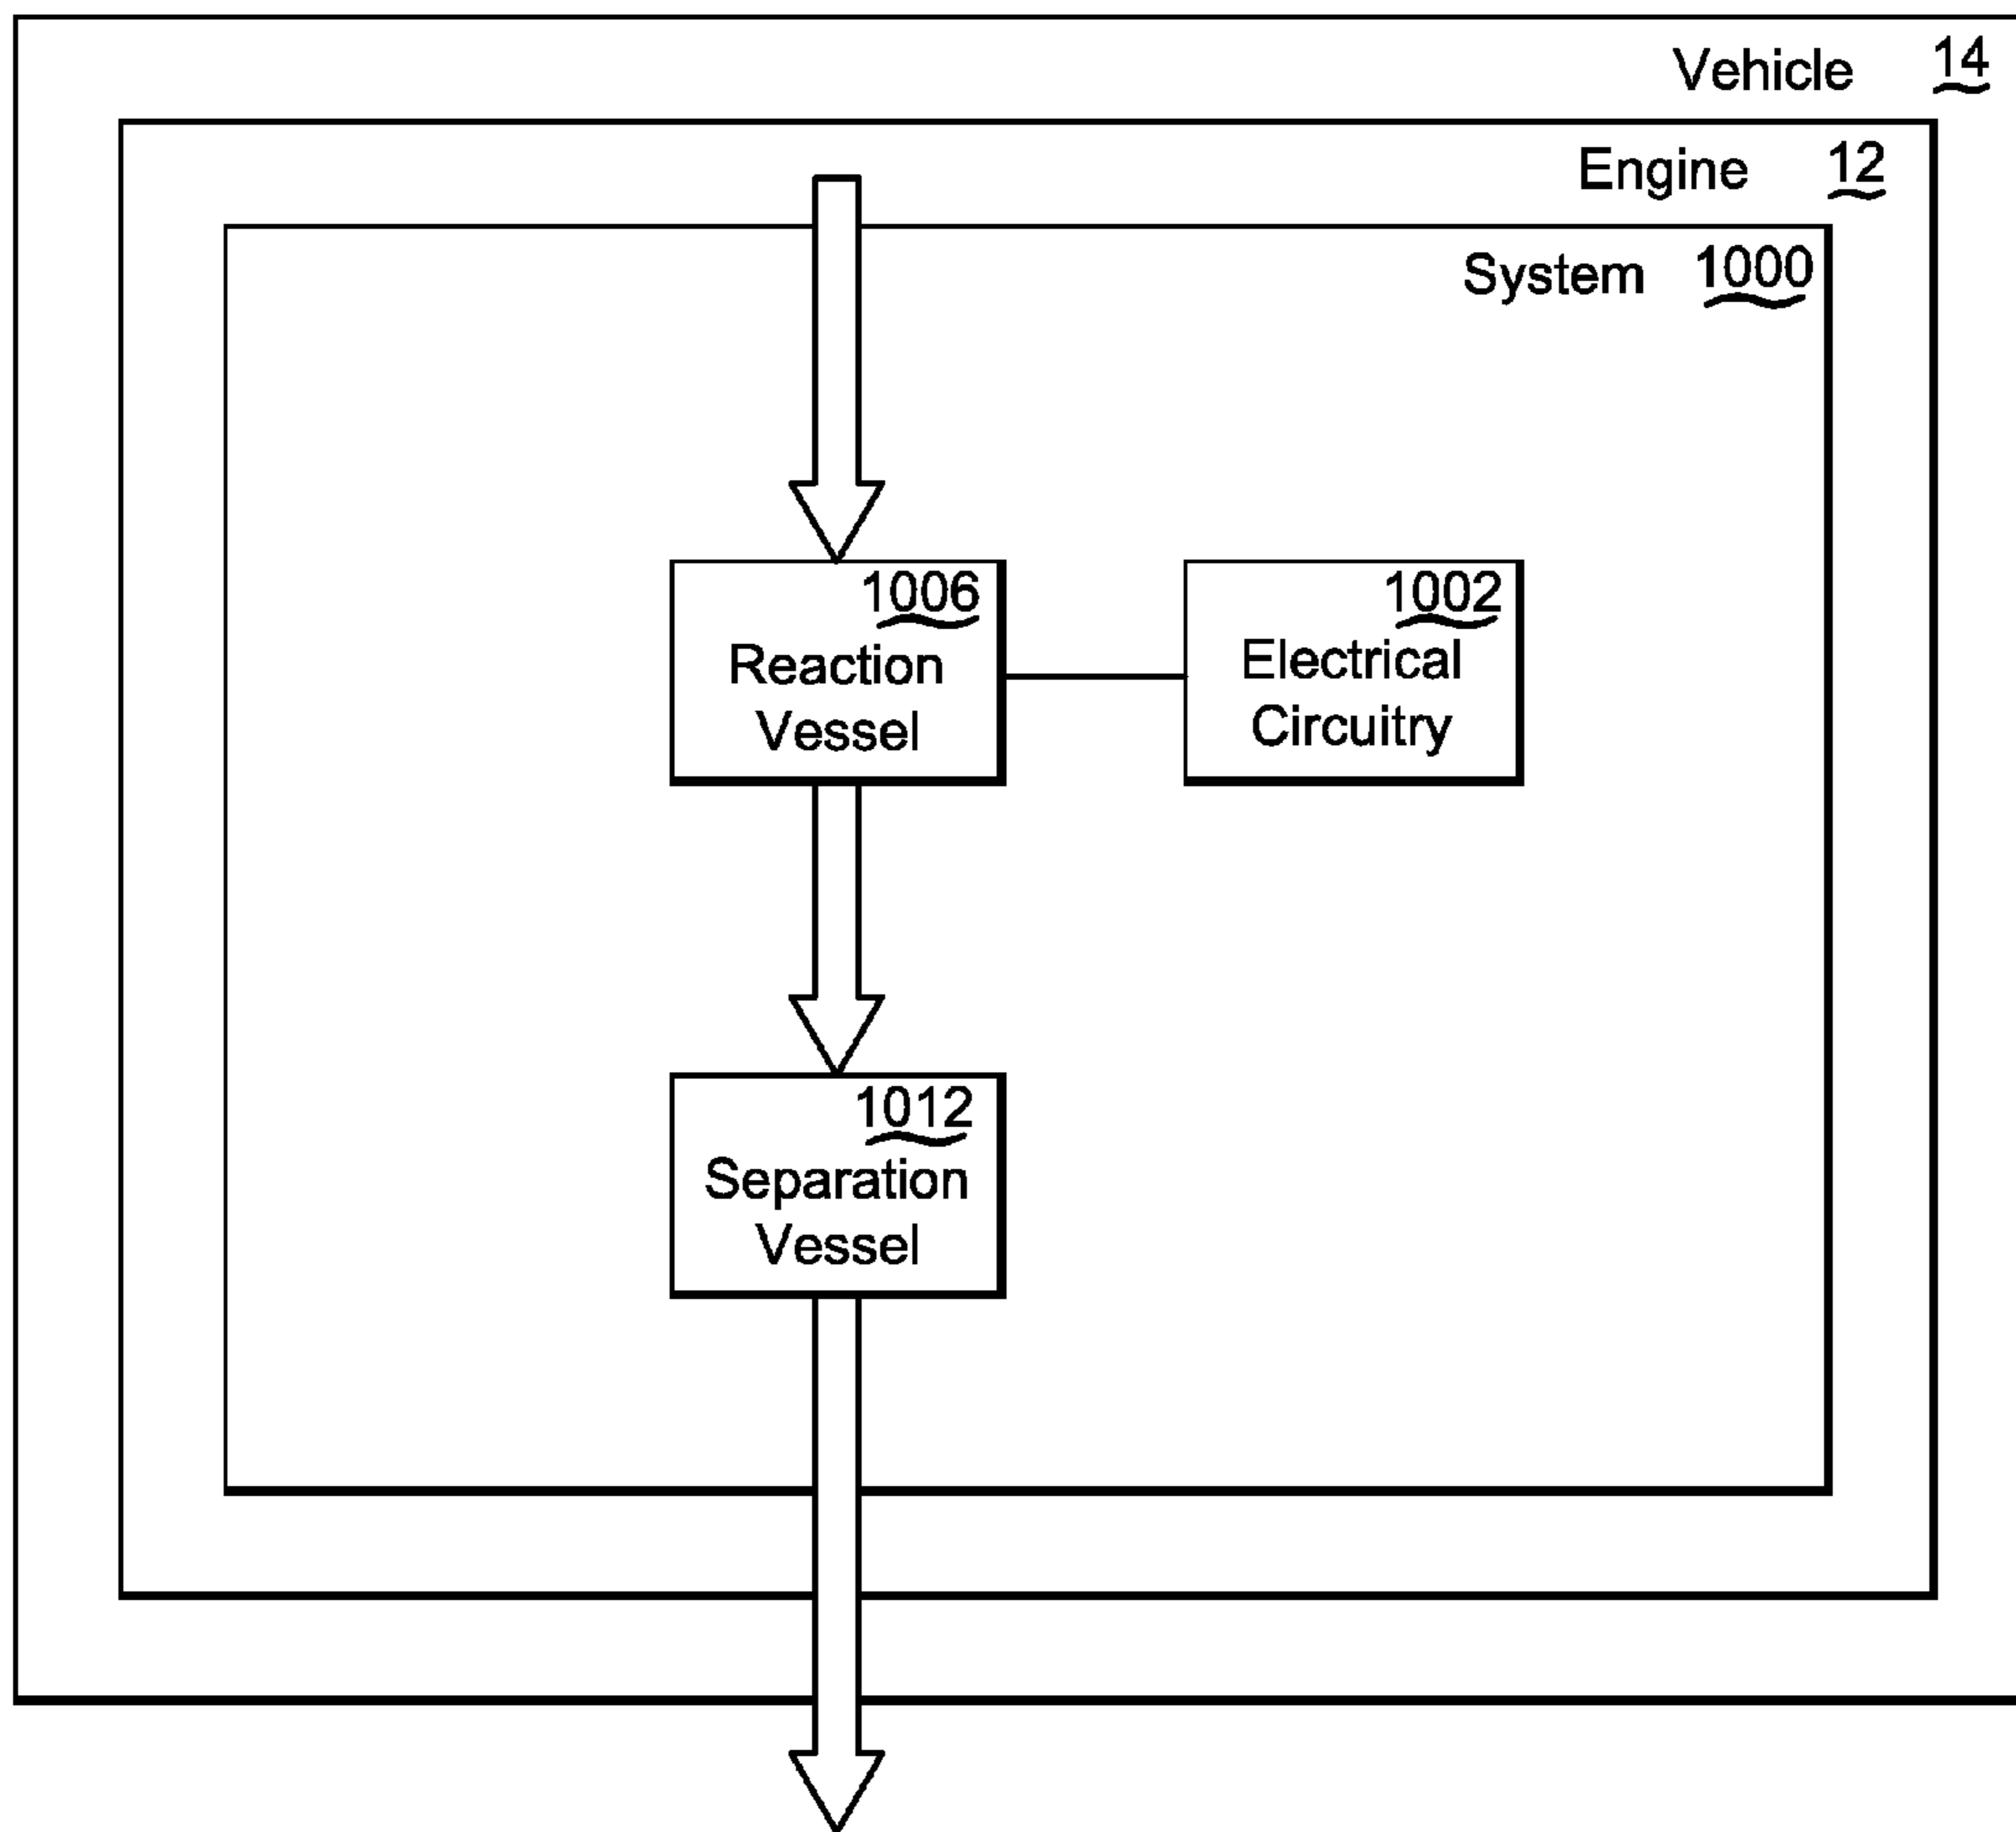 Vehicle 14
Engine 12
System 1000
1006
Reaction
Vessel
1002
Electrical
Circuitry
1012
Separation
Vessel